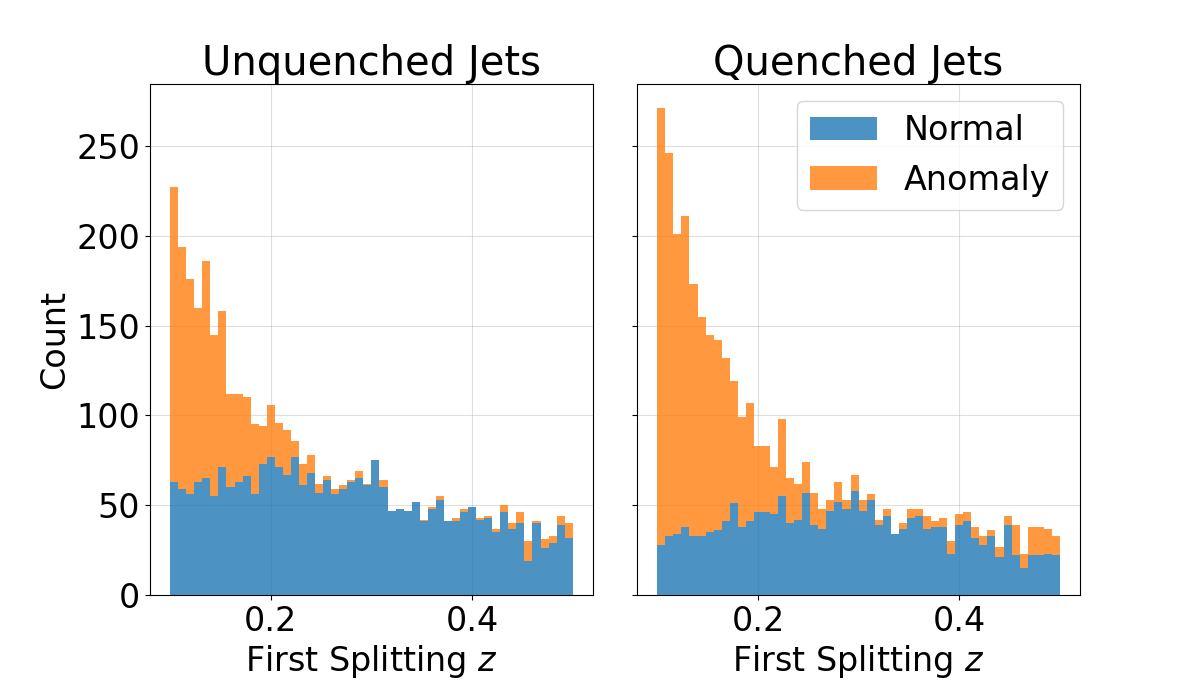 Unquenched Jets
Quenched Jets
Normal
Anomaly
Count
250
200
150
100
50
0
0.2
0.4
0.2
0.4
First Splitting z
First Splitting z